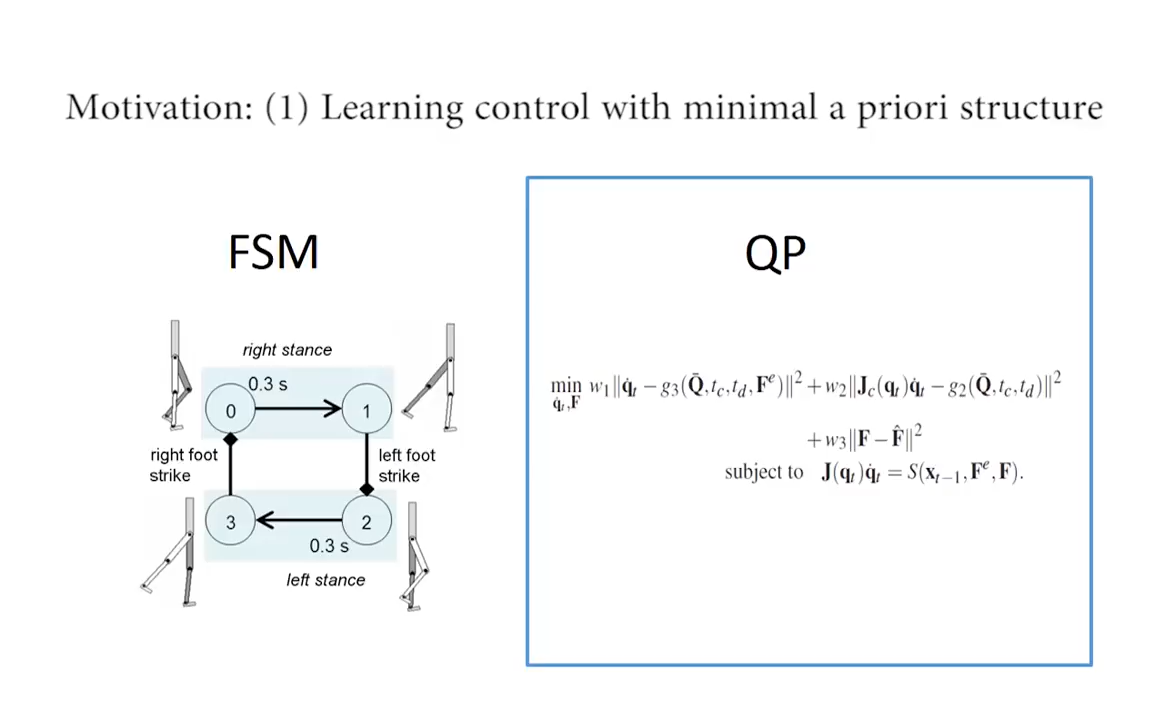 Motivation: (1) Learning control with minimal a priori structure
FSM
right stance
0.3 s
0
1
right foot
strike
left foot
strike
3
2
0.3 s
left stance
QP
min w₁‖q̇ₜ − g₃(Q̄,t_c,t_d,Fᵉ)‖² + w₂‖J_c(qₜ)q̇ₜ − g₂(Q̄,t_c,t_d)‖²
q̇ₜ,F
+w₃‖F − F̂‖²
subject to J(qₜ)q̇ₜ = S(xₜ₋₁,Fᵉ,F).